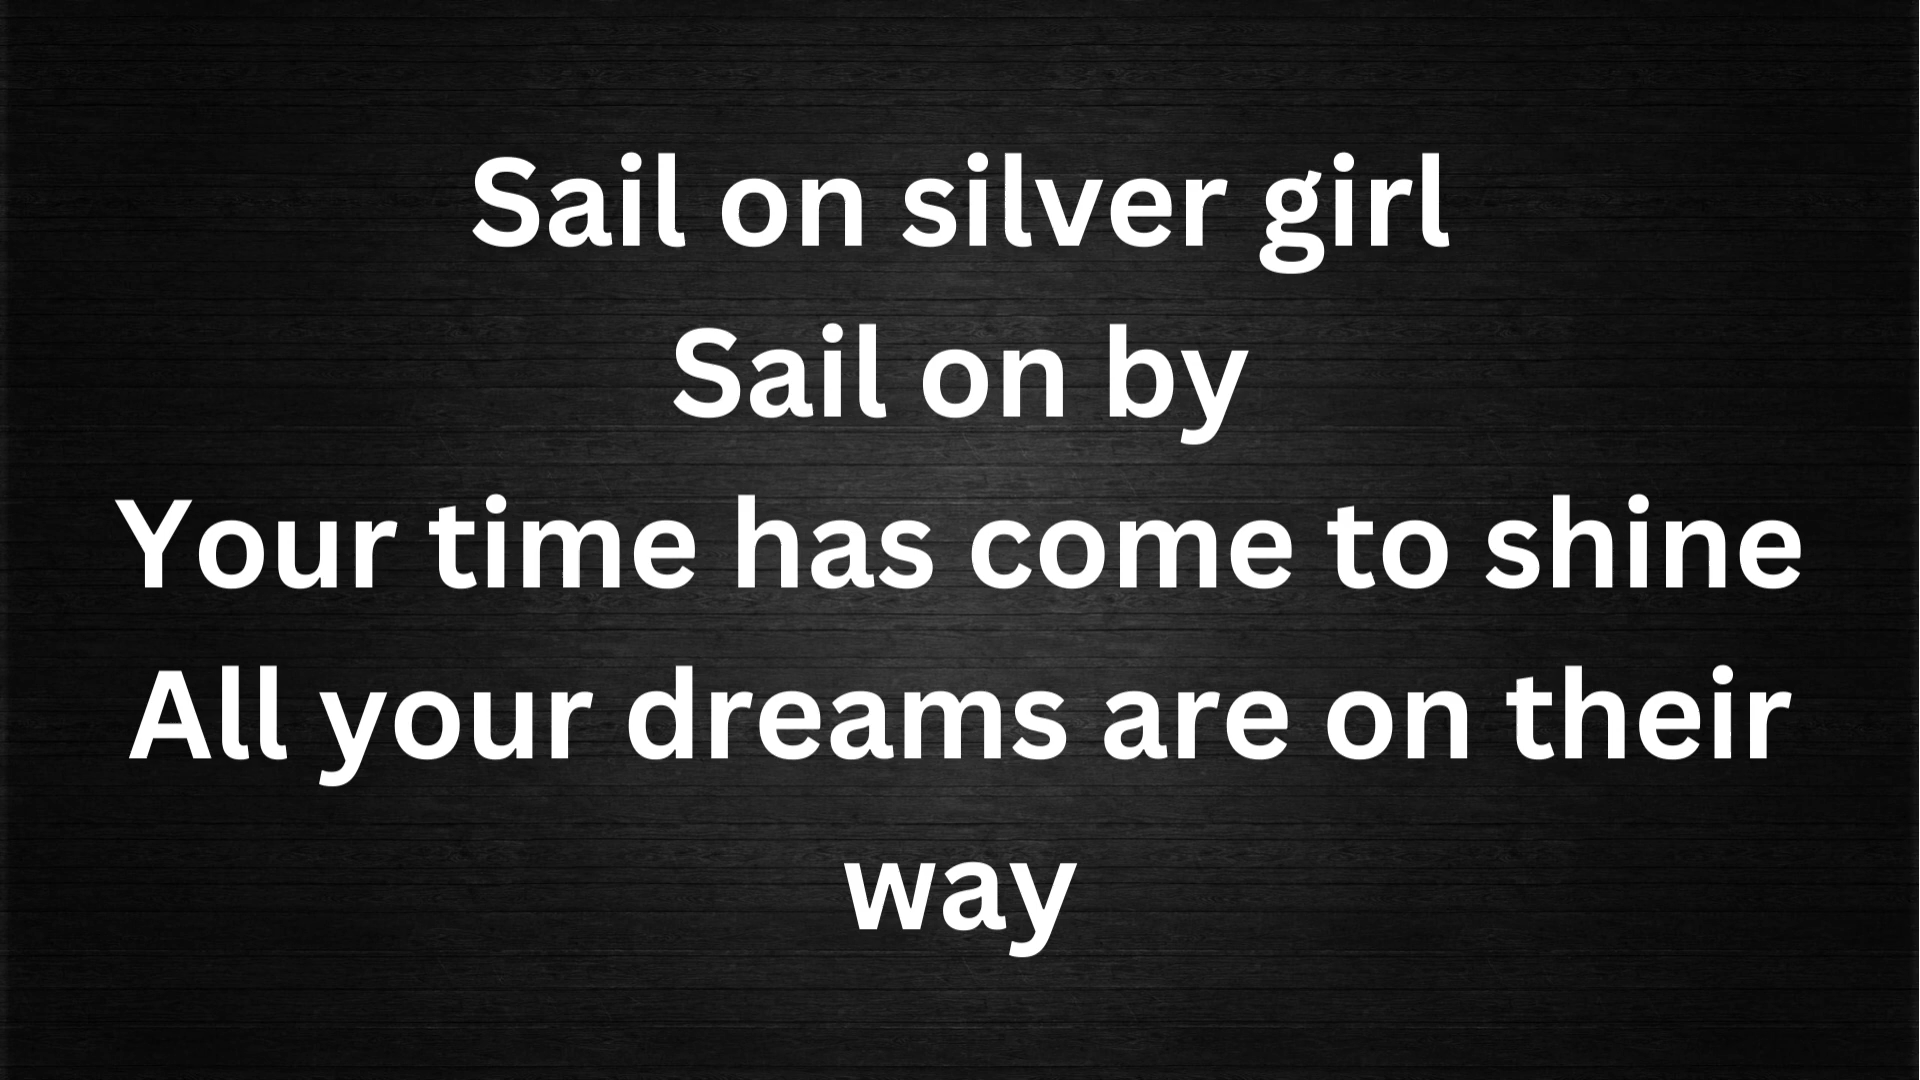 Sail on silver girl
Sail on by
Your time has come to shine
All your dreams are on their
way